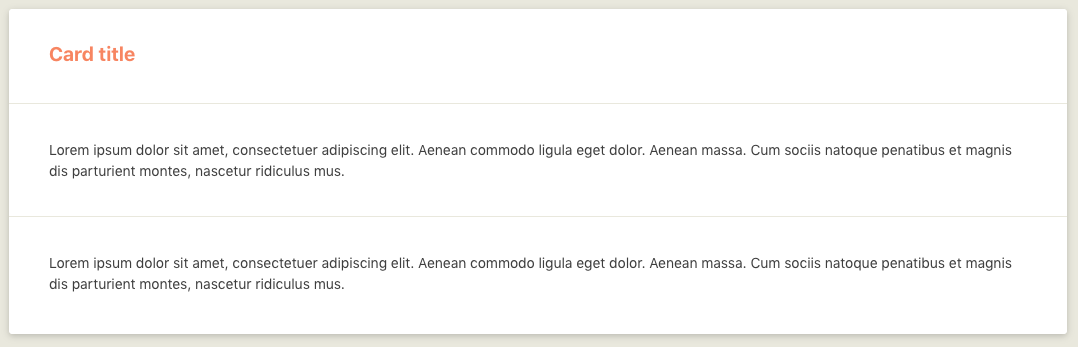 Card title
Lorem ipsum dolor sit amet, consectetuer adipiscing elit. Aenean commodo ligula eget dolor. Aenean massa. Cum sociis natoque penatibus et magnis
dis parturient montes, nascetur ridiculus mus.
Lorem ipsum dolor sit amet, consectetuer adipiscing elit. Aenean commodo ligula eget dolor. Aenean massa. Cum sociis natoque penatibus et magnis
dis parturient montes, nascetur ridiculus mus.